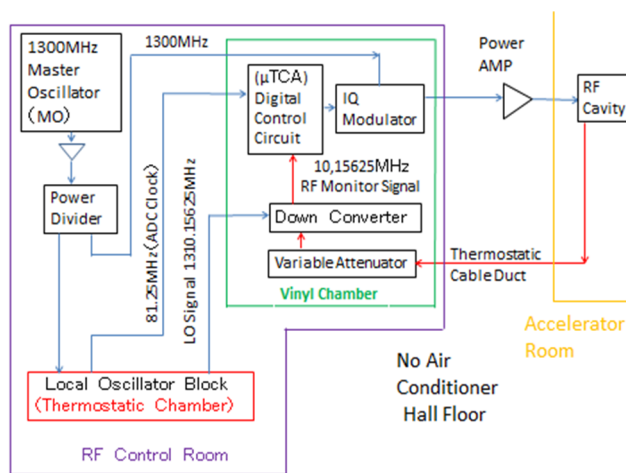 1300MHz
Master
Oscillator
(MO)
1300MHz
(μTCA)
Digital
Control
Circuit
IQ
Modulator
Power
AMP
RF
Cavity
Power
Divider
81.25MHz(ADC Clock)
LO Signal 1310.15625MHz
10,15625MHz
RF Monitor Signal
Down Converter
Variable Attenuator
Vinyl Chamber
Thermostatic
Cable Duct
Accelerator
Room
Local Oscillator Block
(Thermostatic Chamber)
No Air
Conditioner
Hall Floor
RF Control Room